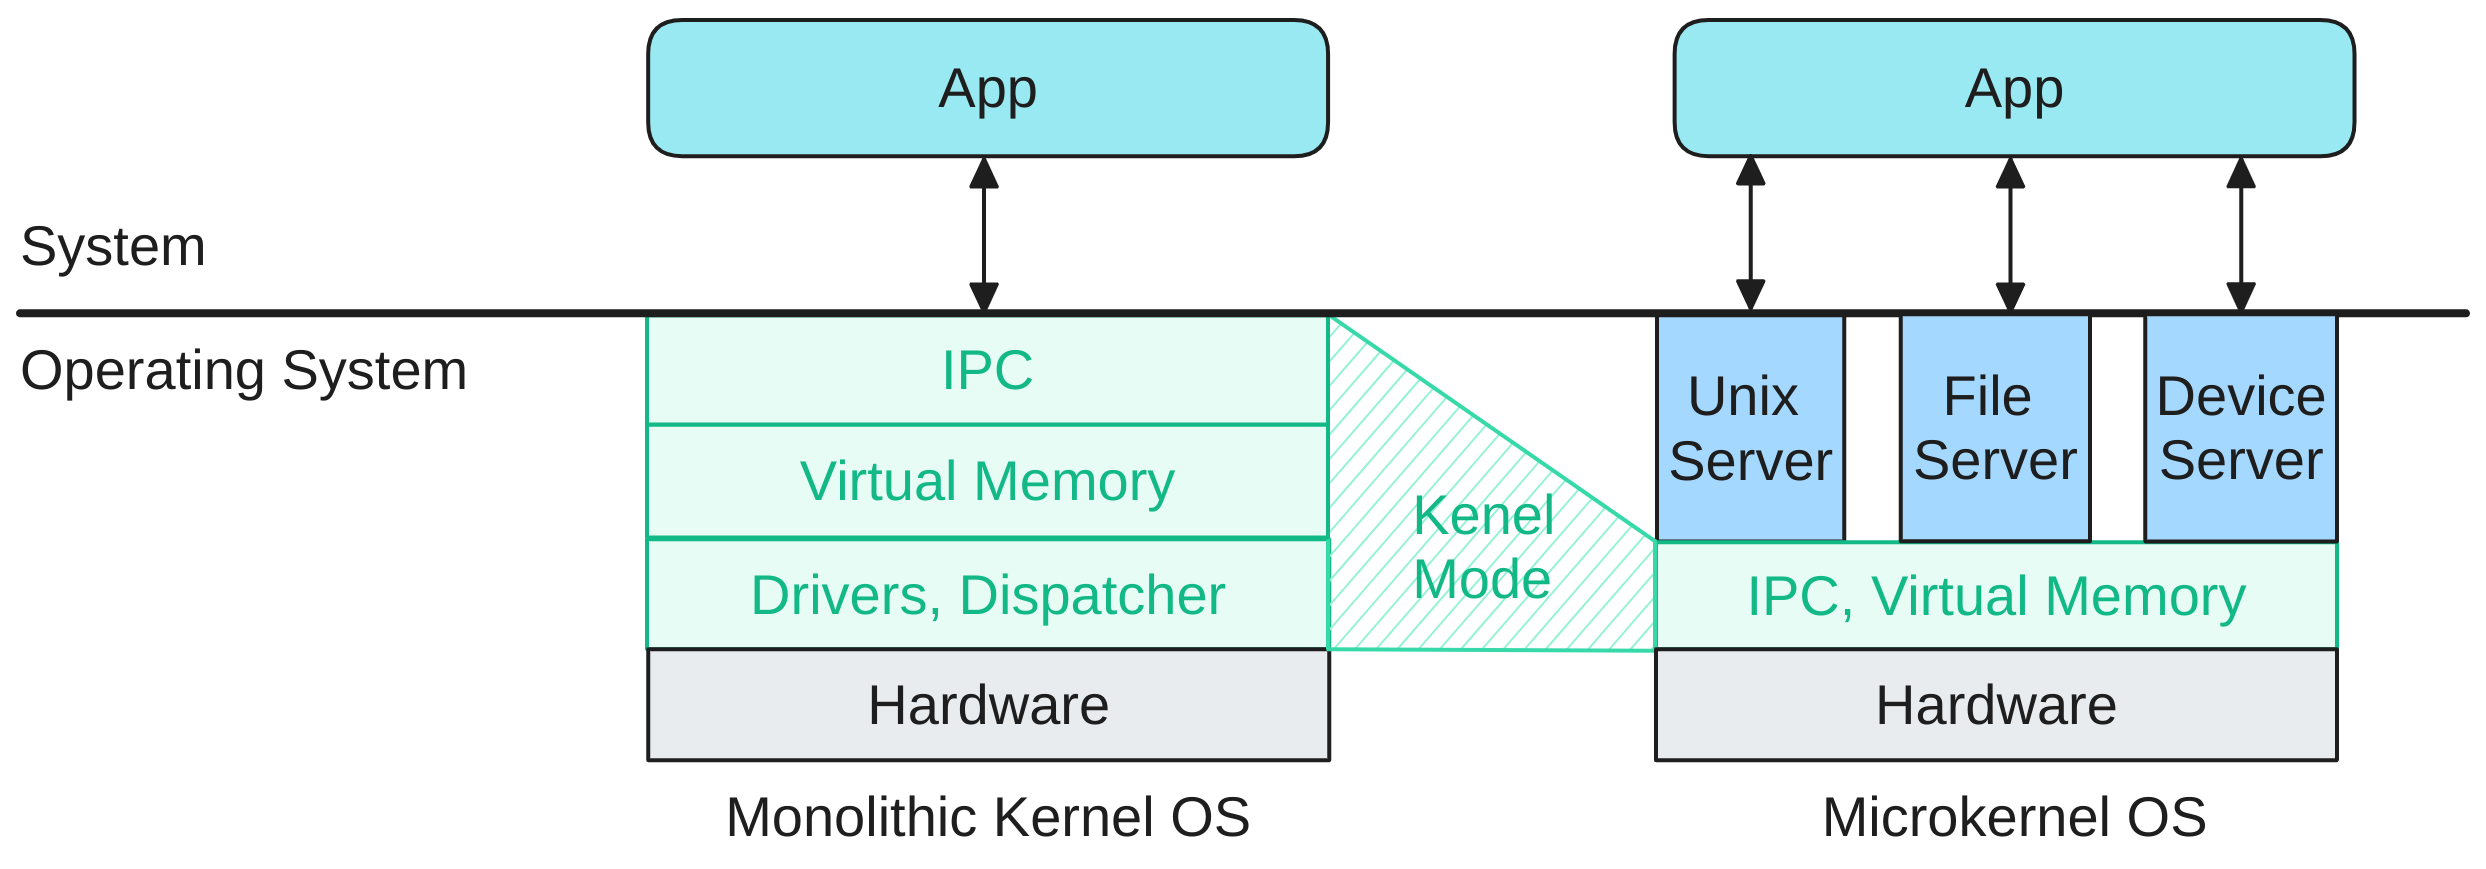 App
App
System
Operating System
IPC
Virtual Memory
Drivers, Dispatcher
Hardware
Monolithic Kernel OS
Kenel
Mode
Unix
Server
File
Server
Device
Server
IPC, Virtual Memory
Hardware
Microkernel OS